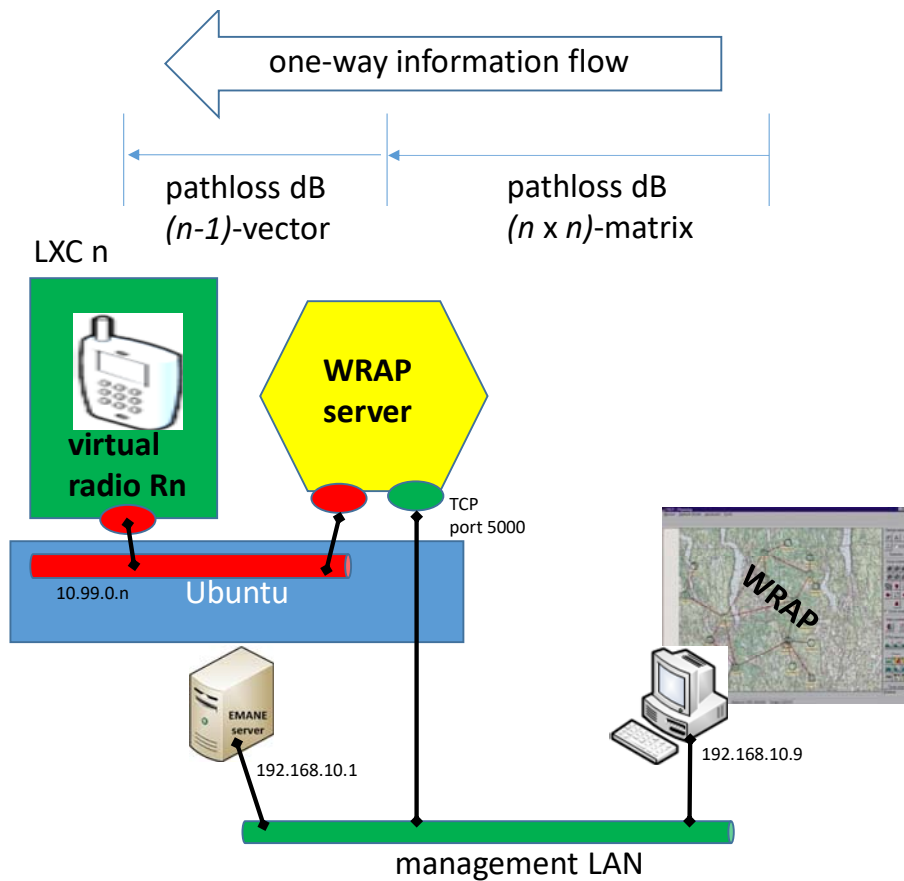 one-way information flow
pathloss dB
(n-1)-vector
pathloss dB
(n x n)-matrix
LXC n
virtual
radio Rn
WRAP
server
TCP
port 5000
10.99.0.n
Ubuntu
WRAP
EMANE
server
192.168.10.1
192.168.10.9
management LAN